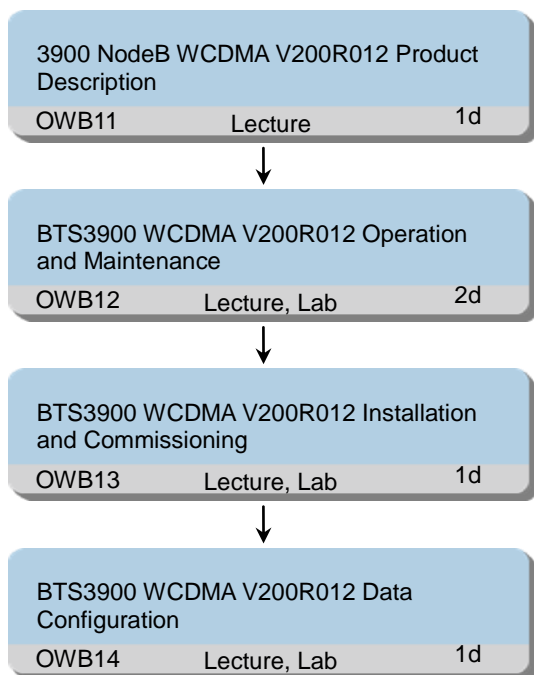 3900 NodeB WCDMA V200R012 Product
Description
OWB11 Lecture 1d
BTS3900 WCDMA V200R012 Operation
and Maintenance
OWB12 Lecture, Lab 2d
BTS3900 WCDMA V200R012 Installation
and Commissioning
OWB13 Lecture, Lab 1d
BTS3900 WCDMA V200R012 Data
Configuration
OWB14 Lecture, Lab 1d